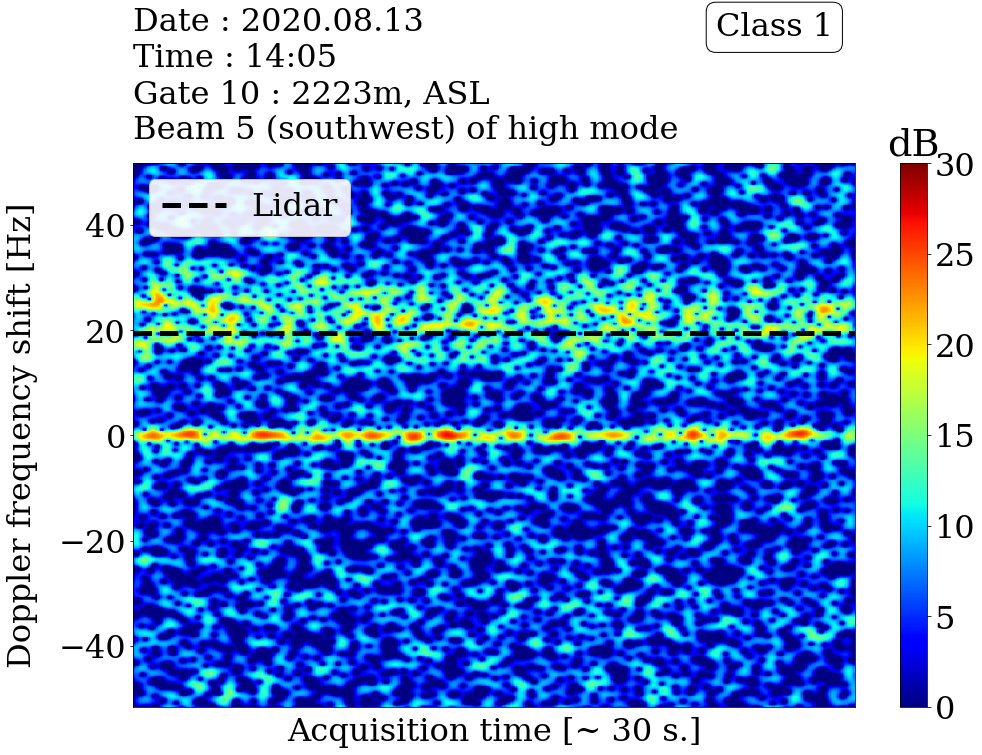 Date : 2020.08.13
Time : 14:05
Gate 10 : 2223m, ASL
Beam 5 (southwest) of high mode
Class 1
dB
Lidar
Doppler frequency shift [Hz]
40
20
0
−20
−40
Acquisition time [~ 30 s.]
30
25
20
15
10
5
0